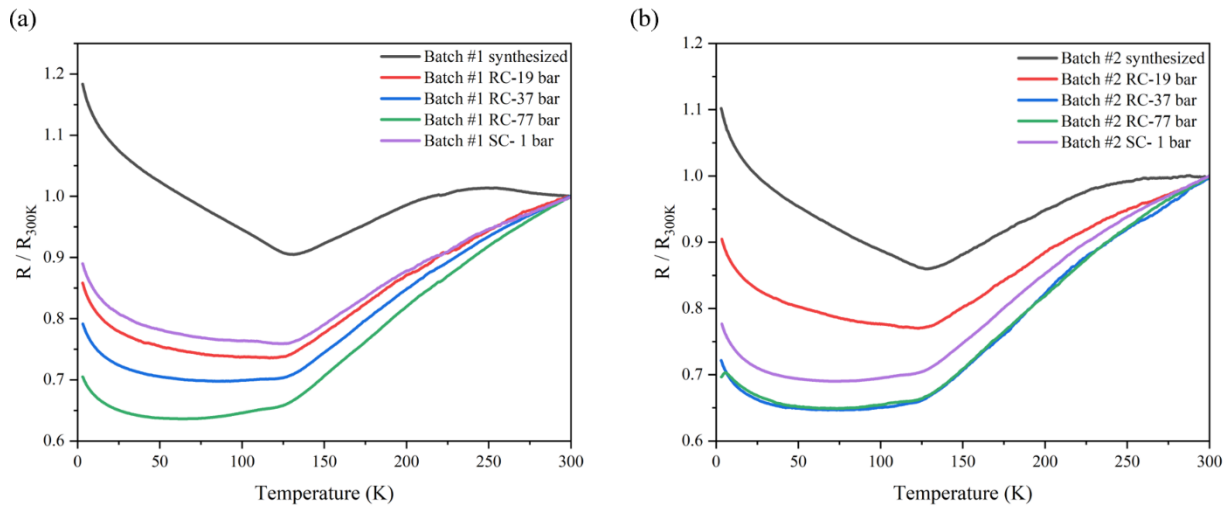 (a)
Batch #1 synthesized
Batch #1 RC-19 bar
Batch #1 RC-37 bar
Batch #1 RC-77 bar
Batch #1 SC- 1 bar
1.2
1.1
1.0
0.9
0.8
0.7
0.6
R / R300K
0 50 100 150 200 250 300
Temperature (K)
(b)
Batch #2 synthesized
Batch #2 RC-19 bar
Batch #2 RC-37 bar
Batch #2 RC-77 bar
Batch #2 SC- 1 bar
1.2
1.1
1.0
0.9
0.8
0.7
0.6
R / R300K
0 50 100 150 200 250 300
Temperature (K)